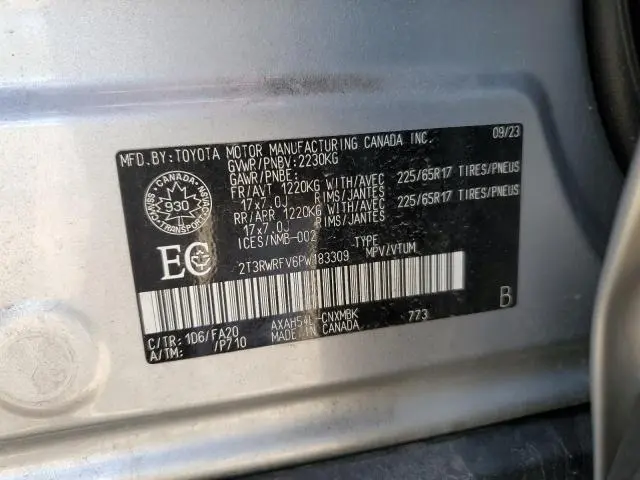 MFD.BY:TOYOTA MOTOR MANUFACTURING CANADA INC. 09/23
GVWR/PNBV:2230KG
GAWR/PNBE:
FR/AVT 1220KG WITH/AVEC 225/65R17 TIRES/PNEUS
17x7.0J RIMS/JANTES
RR/ARR 1220KG WITH/AVEC 225/65R17 TIRES/PNEUS
17x7.0J RIMS/JANTES
ICES/NMB-002 TYPE
2T3RWRFV6PW183309 MPV/VTUM
CANADA
TRANSPORT
930
EC
B
C/TR: 1D6/FA20 AXAH54L-CNXMBK 773
A/TM: /P710 MADE IN CANADA